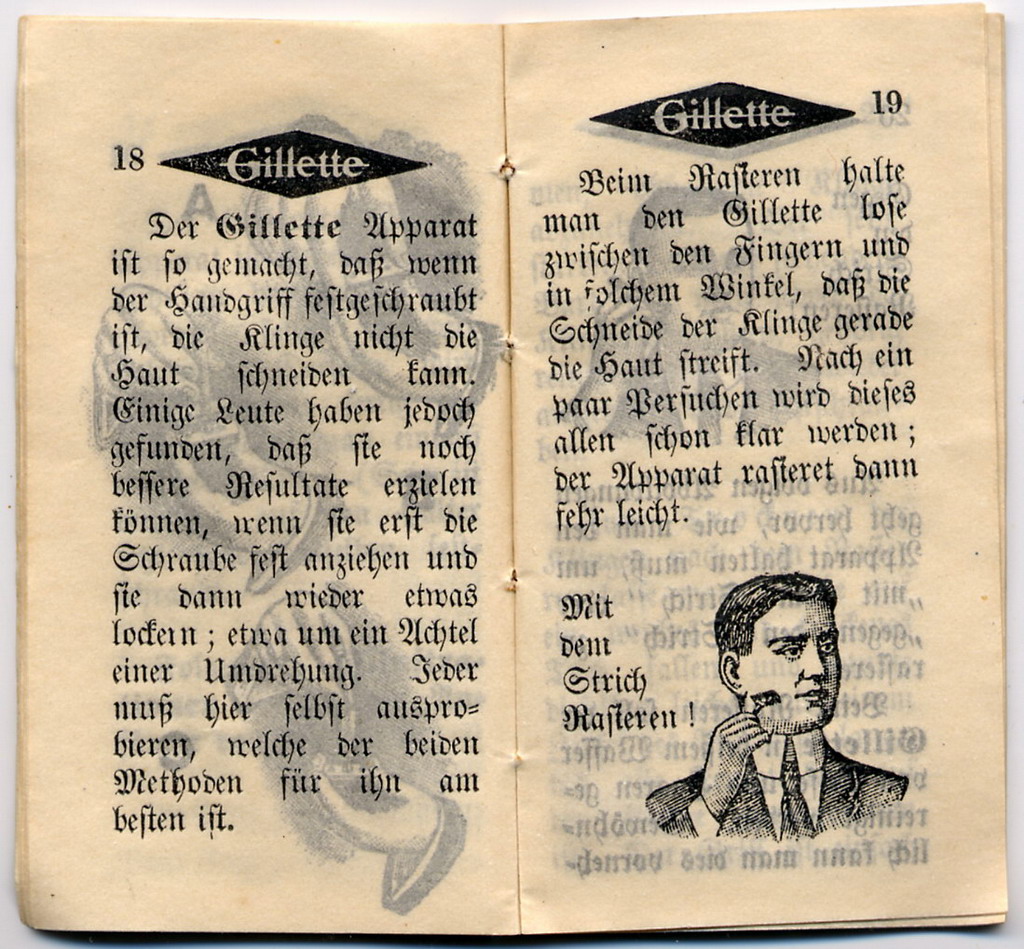 18 Gillette
Der Gillette Apparat
ist so gemacht, daß wenn
der Handgriff festgeschraubt
ist, die Klinge nicht die
Haut schneiden kann.
Einige Leute haben jedoch
gefunden, daß sie noch
bessere Resultate erzielen
können, wenn sie erst die
Schraube fest anziehen und
sie dann wieder etwas
lockern; etwa um ein Achtel
einer Umdrehung. Jeder
muß hier selbst auspro-
bieren, welche der beiden
Methoden für ihn am
besten ist.
Gillette 19
Beim Rasieren halte
man den Gillette lose
zwischen den Fingern und
in solchem Winkel, daß die
Schneide der Klinge gerade
die Haut streift. Nach ein
paar Versuchen wird dieses
allen schon klar werden;
der Apparat rasieret dann
sehr leicht.
Mit
dem
Strich
Rasieren!